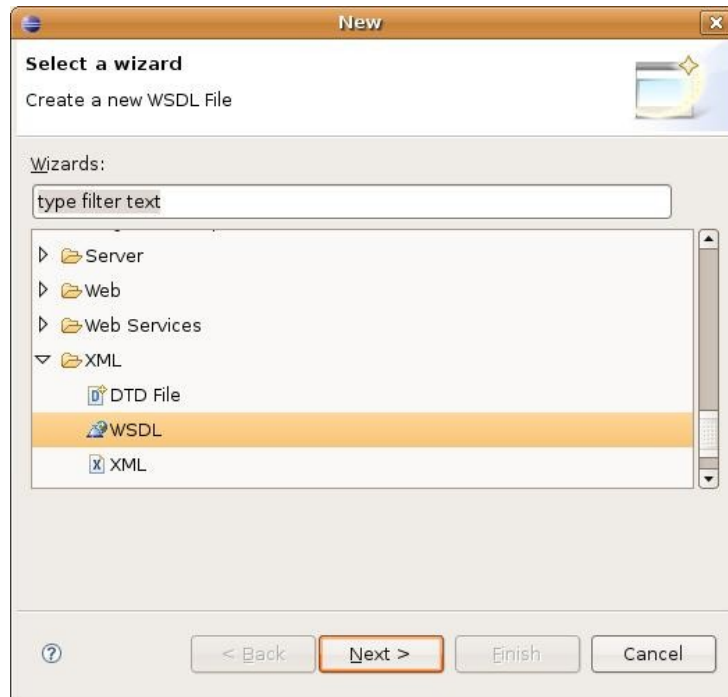 New
Select a wizard
Create a new WSDL File
Wizards:
type filter text
Server
Web
Web Services
XML
DTD File
WSDL
XML
< Back Next > Finish Cancel